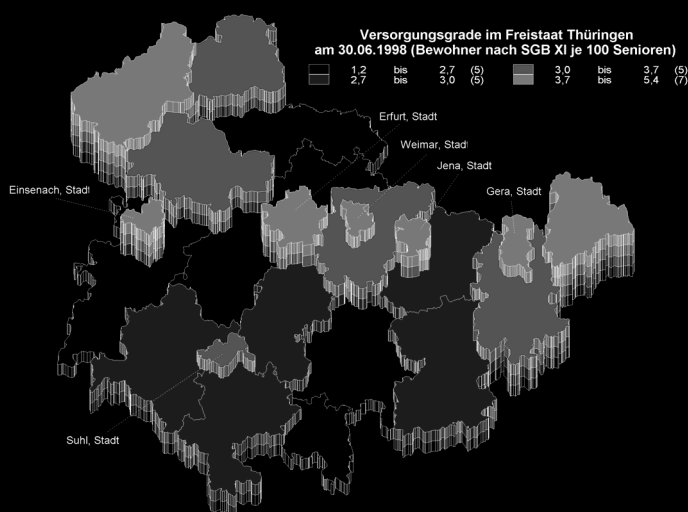 Versorgungsgrade im Freistaat Thüringen
am 30.06.1998 (Bewohner nach SGB XI je 100 Senioren)
1,2 bis 2,7 (5) 3,0 bis 3,7 (5)
2,7 bis 3,0 (5) 3,7 bis 5,4 (7)
Erfurt, Stadt
Weimar, Stadt
Jena, Stadt
Einsenach, Stadt
Gera, Stadt
Suhl, Stadt